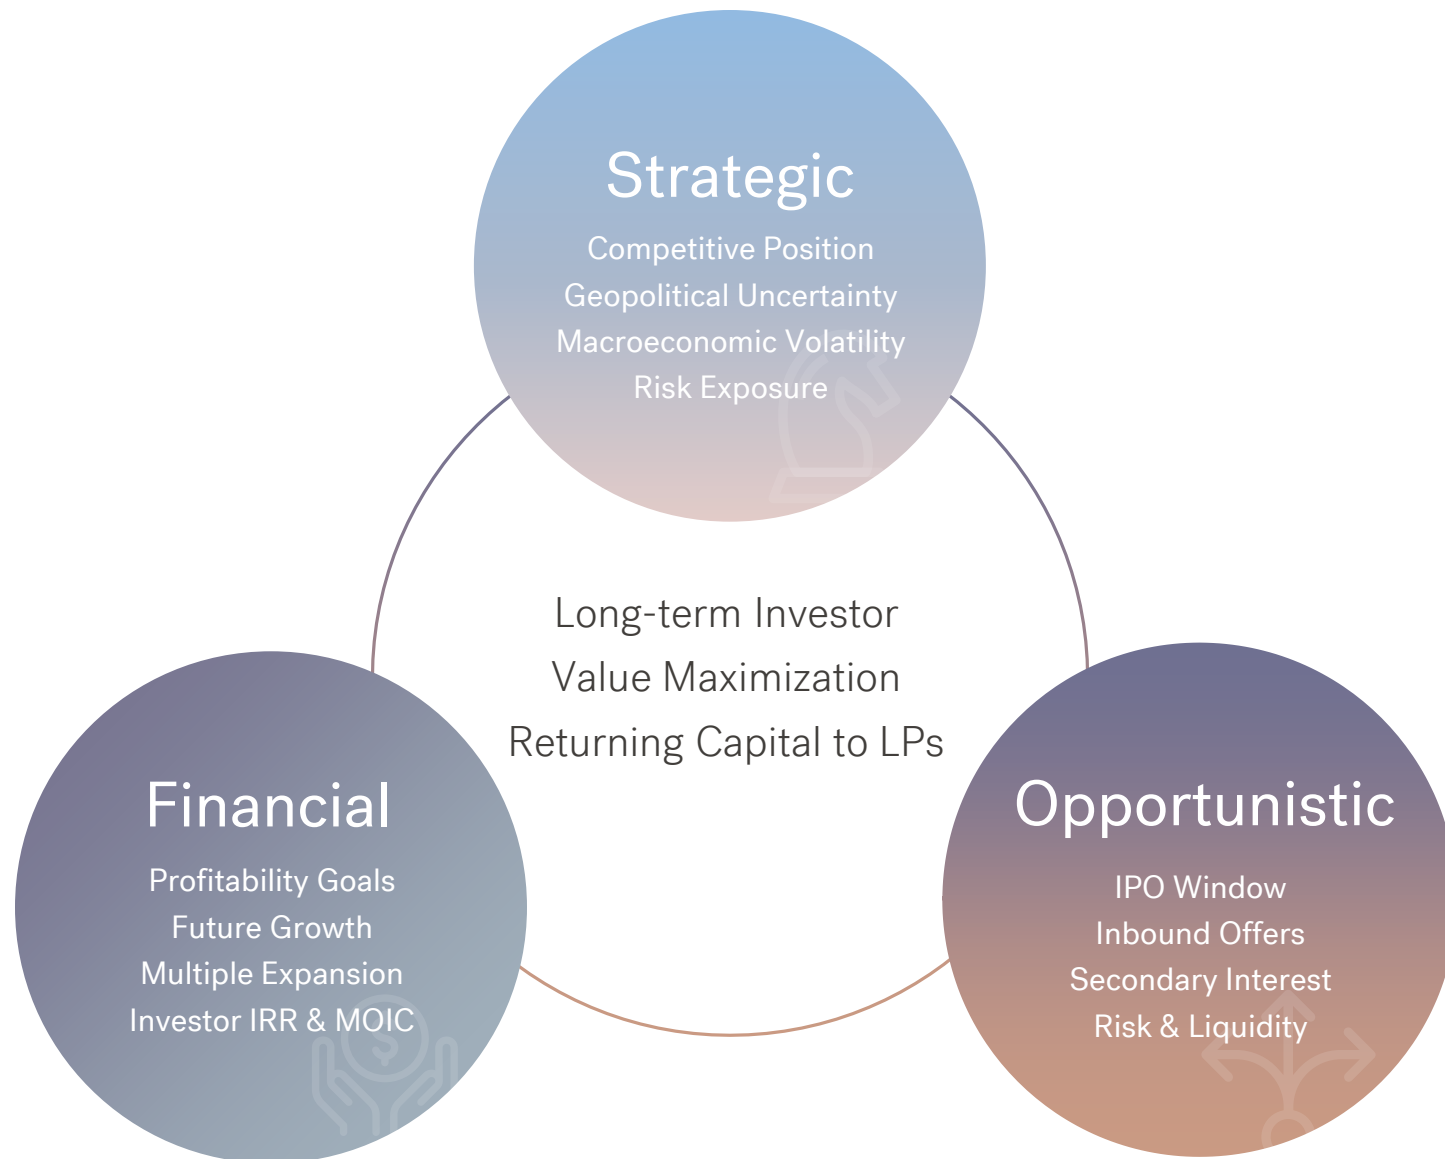 Strategic
Competitive Position
Geopolitical Uncertainty
Macroeconomic Volatility
Risk Exposure
Long-term Investor
Value Maximization
Returning Capital to LPs
Financial
Profitability Goals
Future Growth
Multiple Expansion
Investor IRR & MOIC
Opportunistic
IPO Window
Inbound Offers
Secondary Interest
Risk & Liquidity